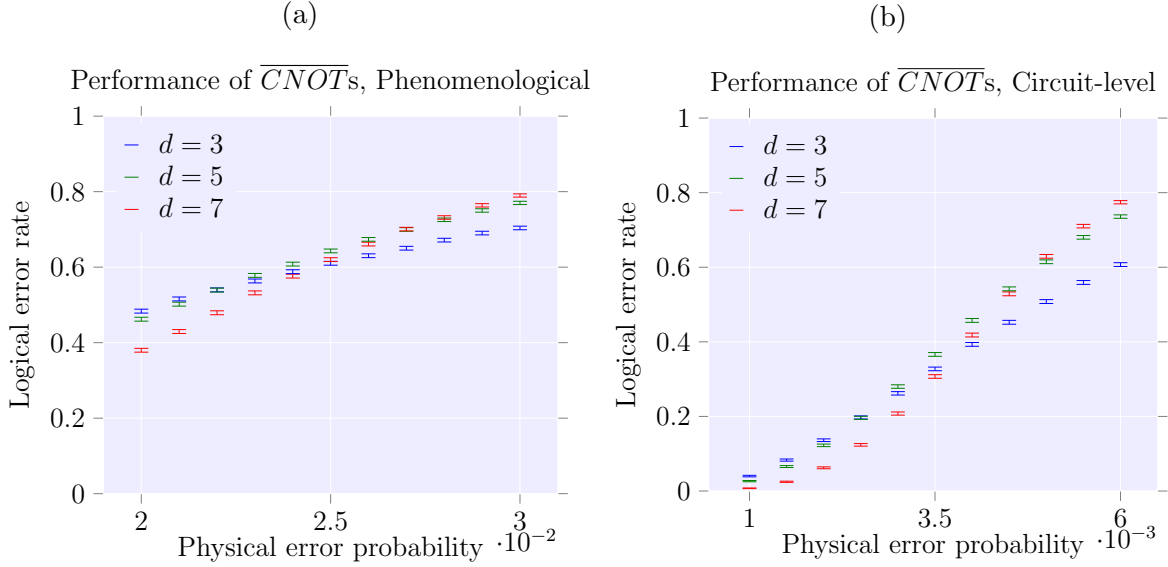 (a)
Performance of \overline{CNOT}s, Phenomenological
1
0.8
0.6
0.4
0.2
0
2
2.5
3
·10⁻²
Physical error probability
Logical error rate
d = 3
d = 5
d = 7
(b)
Performance of \overline{CNOT}s, Circuit-level
1
0.8
0.6
0.4
0.2
0
1
3.5
6
·10⁻³
Physical error probability
Logical error rate
d = 3
d = 5
d = 7